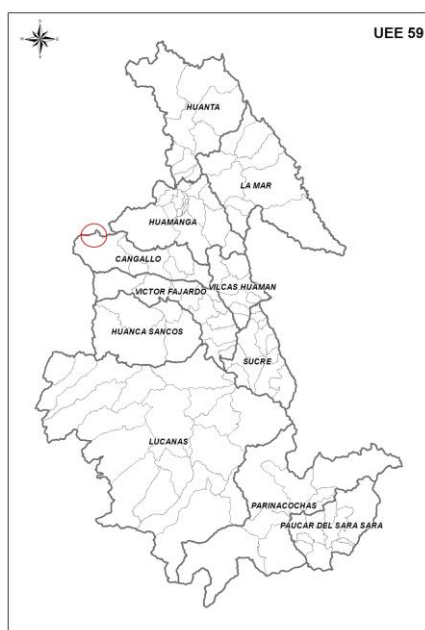 UEE 59
HUANTA
LA MAR
HUAMANGA
CANGALLO
VICTOR FAJARDO
VILCAS HUAMAN
HUANCA SANCOS
SUCRE
LUCANAS
PARINACOCHAS
PAUCAR DEL SARA SARA